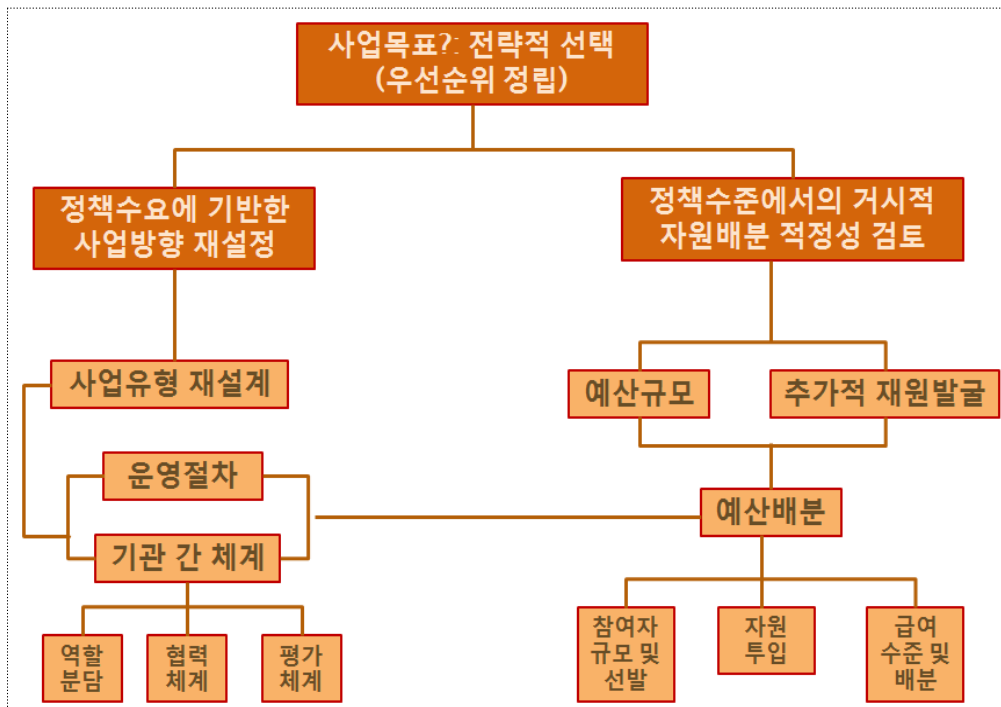 사업목표?: 전략적 선택
(우선순위 정립)
정책수요에 기반한
사업방향 재설정
정책수준에서의 거시적
자원배분 적정성 검토
사업유형 재설계
예산규모
추가적 재원발굴
운영절차
예산배분
기관 간 체계
역할
분담
협력
체계
평가
체계
참여자
규모 및
선발
자원
투입
급여
수준 및
배분